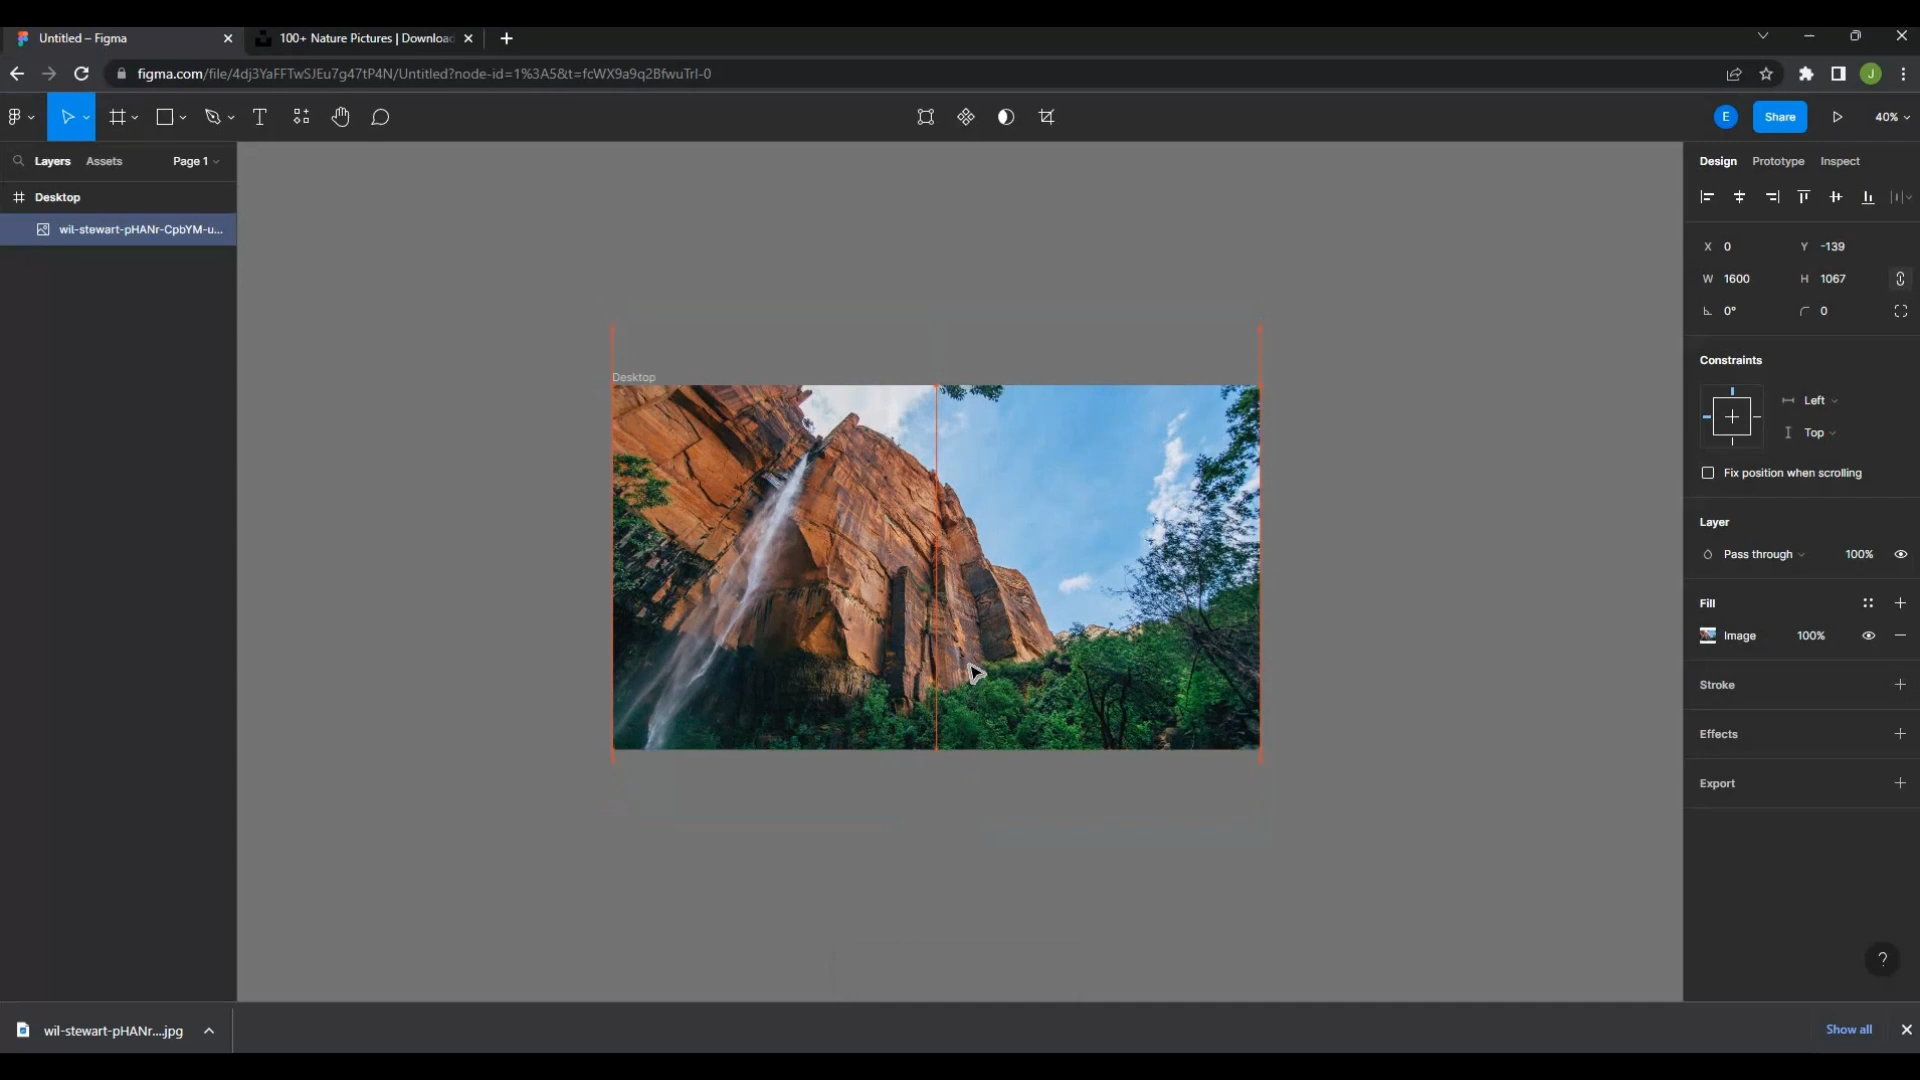 Untitled – Figma
100+ Nature Pictures | Downloa
figma.com/file/4dj3YaFFTwSJEu7g47tP4N/Untitled?node-id=1%3A5&t=fcWX9a9q2BfwuTrI-0
J
T
E
Share
40%
Layers
Assets
Page 1
Desktop
wil-stewart-pHANr-CpbYM-u...
Desktop
Design
Prototype
Inspect
X 0
Y -139
W 1600
H 1067
0°
0
Constraints
Left
Top
Fix position when scrolling
Layer
Pass through
100%
Fill
Image
100%
Stroke
Effects
Export
?
wil-stewart-pHANr....jpg
Show all